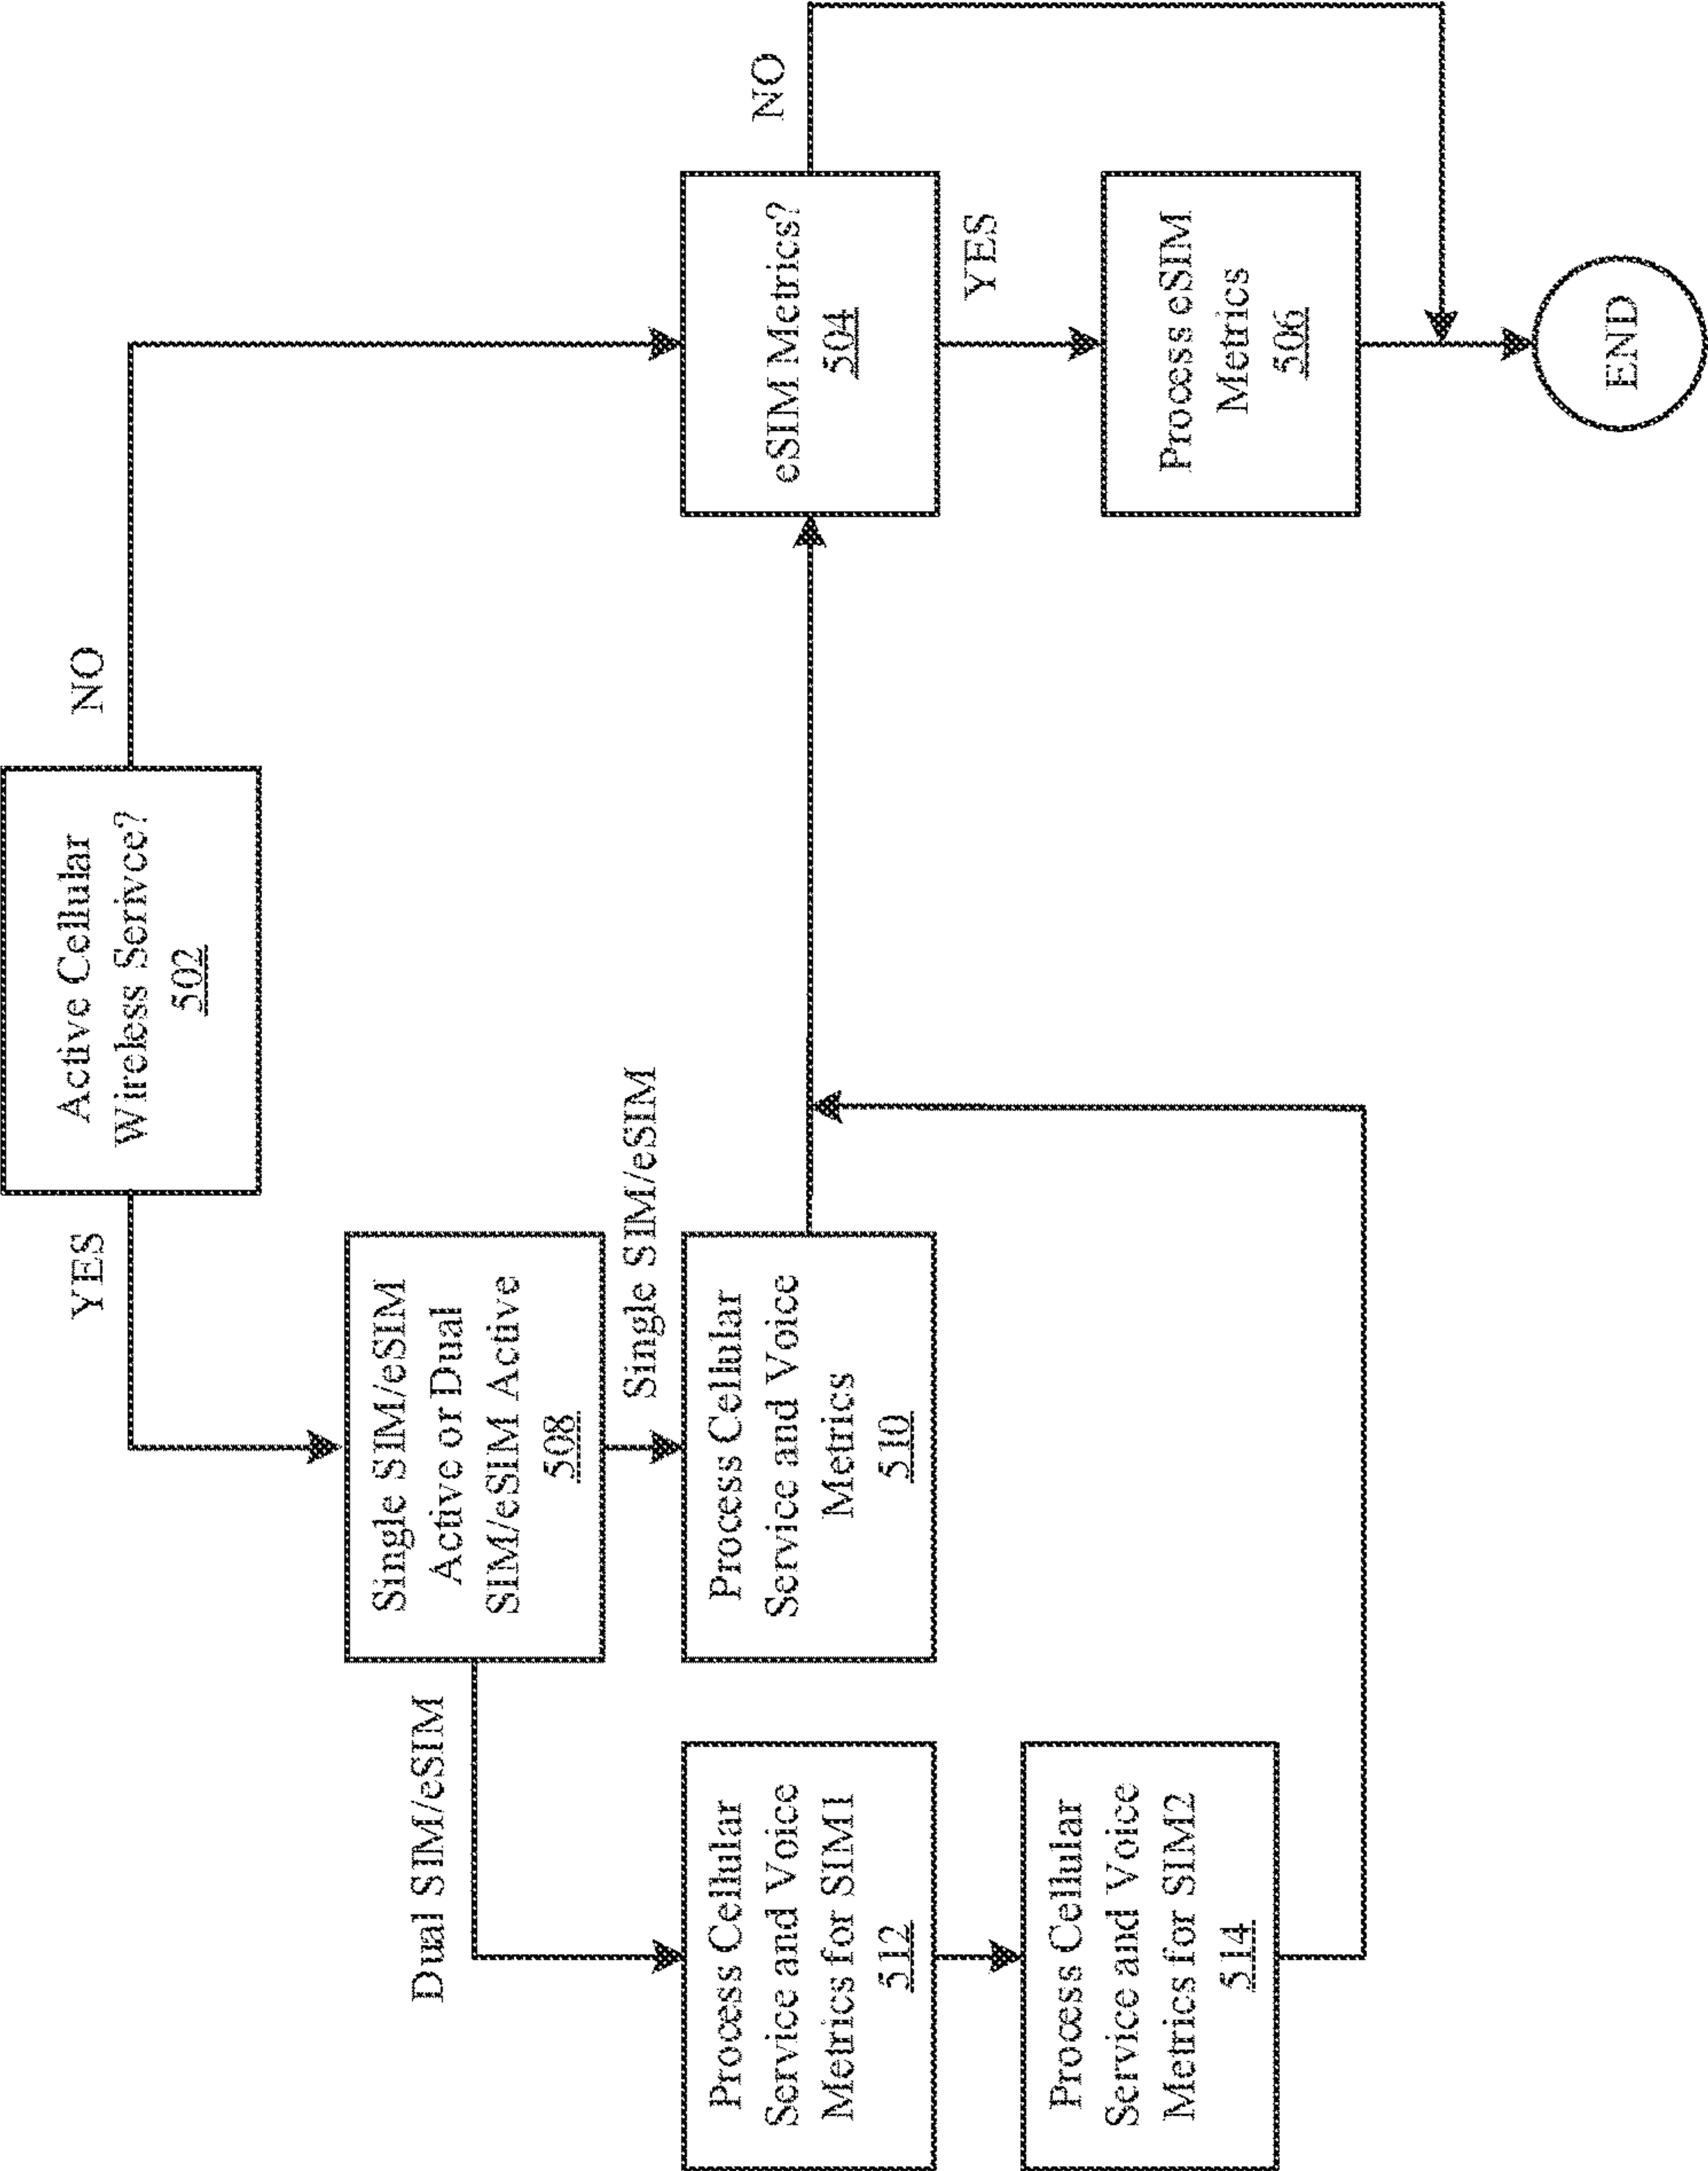 Active Cellular
Wireless Serivce?
502
YES
NO
Single SIM/eSIM
Active or Dual
SIM/eSIM Active
508
Dual SIM/eSIM
Single SIM/eSIM
Process Cellular
Service and Voice
Metrics for SIM1
512
Process Cellular
Service and Voice
Metrics
510
eSIM Metrics?
504
NO
YES
Process Cellular
Service and Voice
Metrics for SIM2
514
Process eSIM
Metrics
506
END